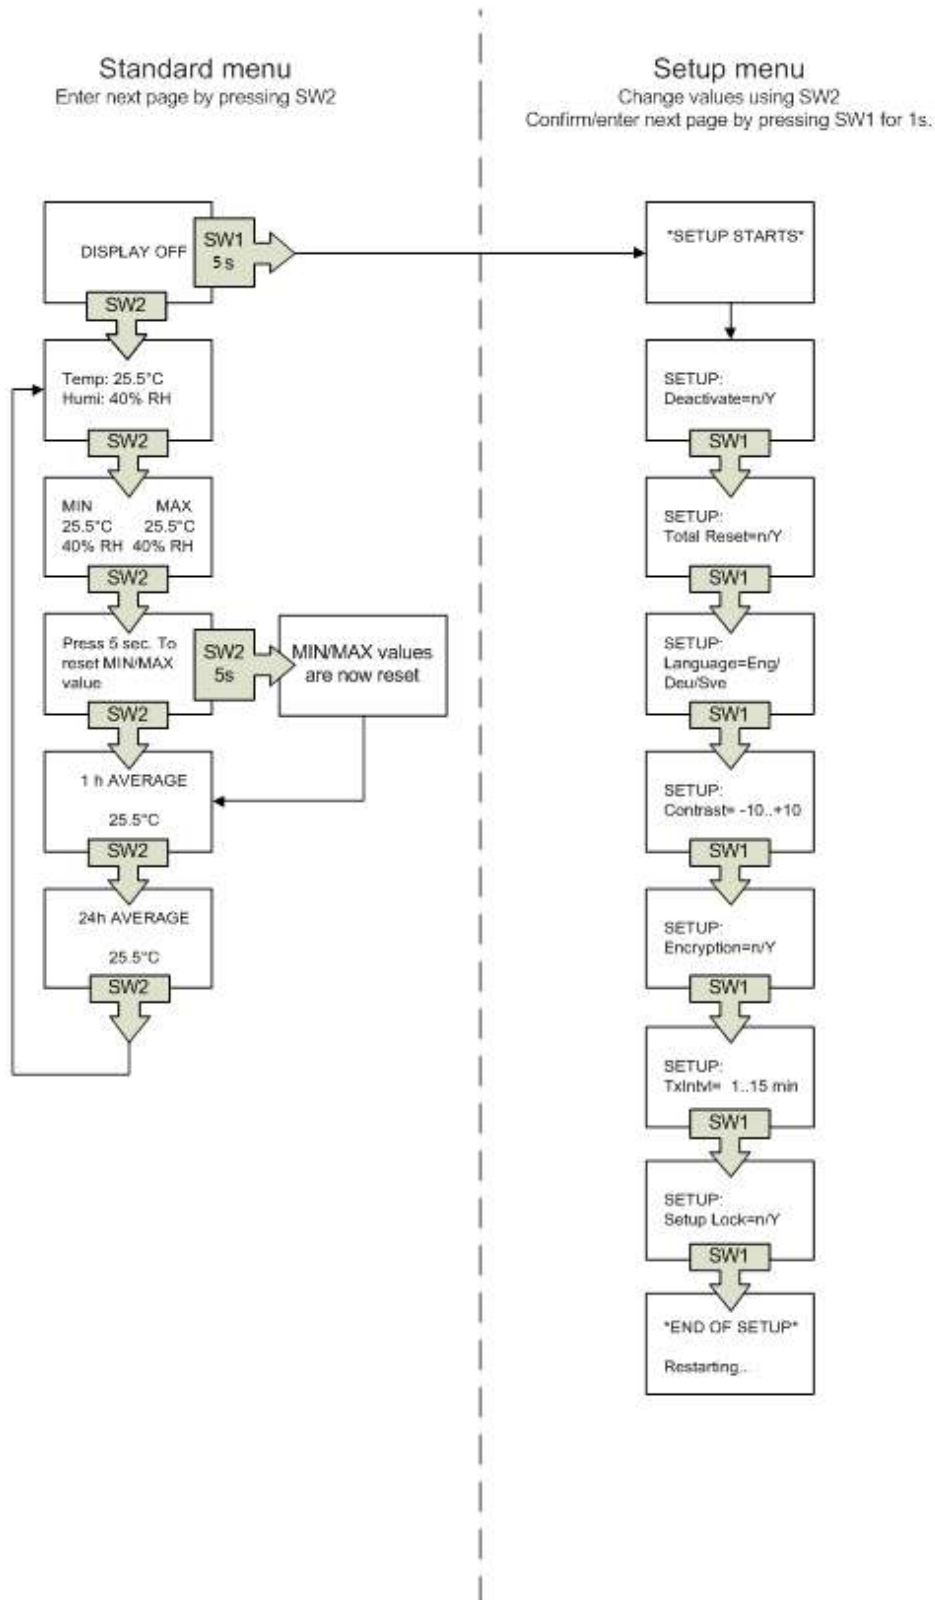 Standard menu
Enter next page by pressing SW2
DISPLAY OFF
SW1
5s
SW2
Temp: 25.5°C
Humi: 40% RH
SW2
MIN MAX
25.5°C 25.5°C
40% RH 40% RH
SW2
Press 5 sec. To
reset MIN/MAX
value
SW2
5s
MIN/MAX values
are now reset
SW2
1 h AVERAGE
25.5°C
SW2
24h AVERAGE
25.5°C
SW2
Setup menu
Change values using SW2
Confirm/enter next page by pressing SW1 for 1s.
"SETUP STARTS"
SETUP:
Deactivate=n/Y
SW1
SETUP:
Total Reset=n/Y
SW1
SETUP:
Language=Eng/
Deu/Sve
SW1
SETUP:
Contrast= -10..+10
SW1
SETUP:
Encryption=n/Y
SW1
SETUP:
TxIntvl= 1..15 min
SW1
SETUP:
Setup Lock=n/Y
SW1
"END OF SETUP"
Restarting..